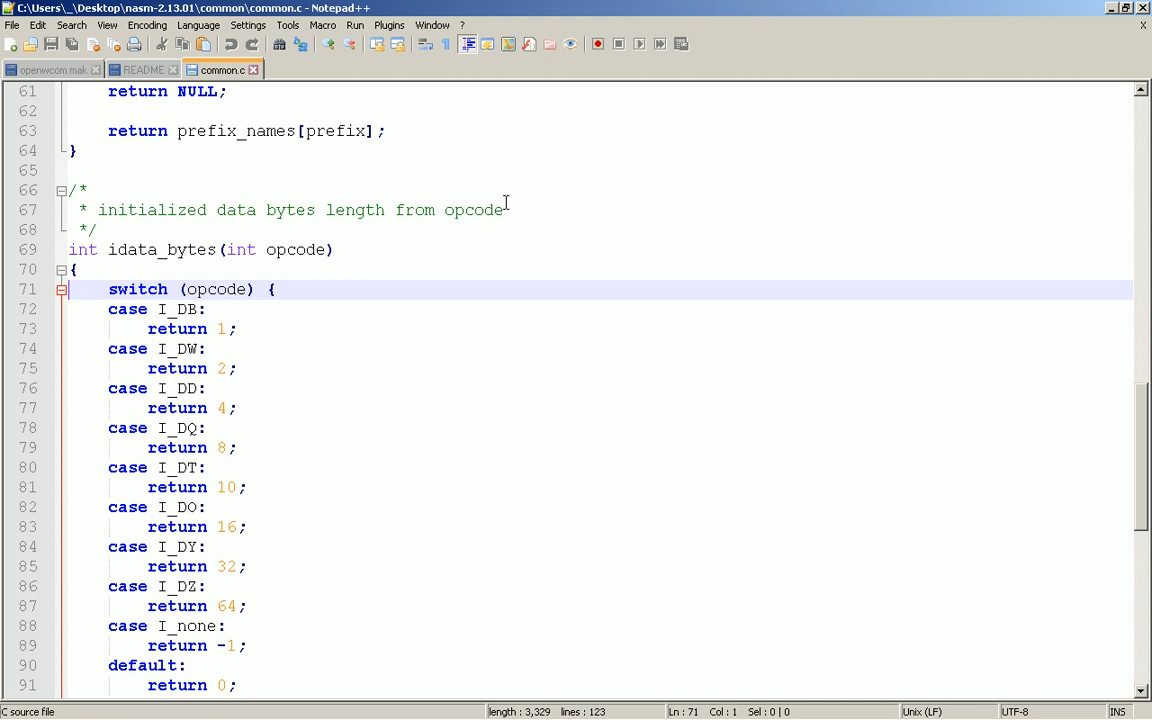 C:\Users\_\Desktop\nasm-2.13.01\common\common.c - Notepad++
File Edit Search View Encoding Language Settings Tools Macro Run Plugins Window ? X
openwcom.mak README common.c
61 return NULL;
62
63 return prefix_names[prefix];
64 }
65
66 /*
67 * initialized data bytes length from opcode
68 */
69 int idata_bytes(int opcode)
70 {
71 switch (opcode) {
72 case I_DB:
73 return 1;
74 case I_DW:
75 return 2;
76 case I_DD:
77 return 4;
78 case I_DQ:
79 return 8;
80 case I_DT:
81 return 10;
82 case I_DO:
83 return 16;
84 case I_DY:
85 return 32;
86 case I_DZ:
87 return 64;
88 case I_none:
89 return -1;
90 default:
91 return 0;
C source file length : 3,329 lines : 123 Ln : 71 Col : 1 Sel : 0 | 0 Unix (LF) UTF-8 INS